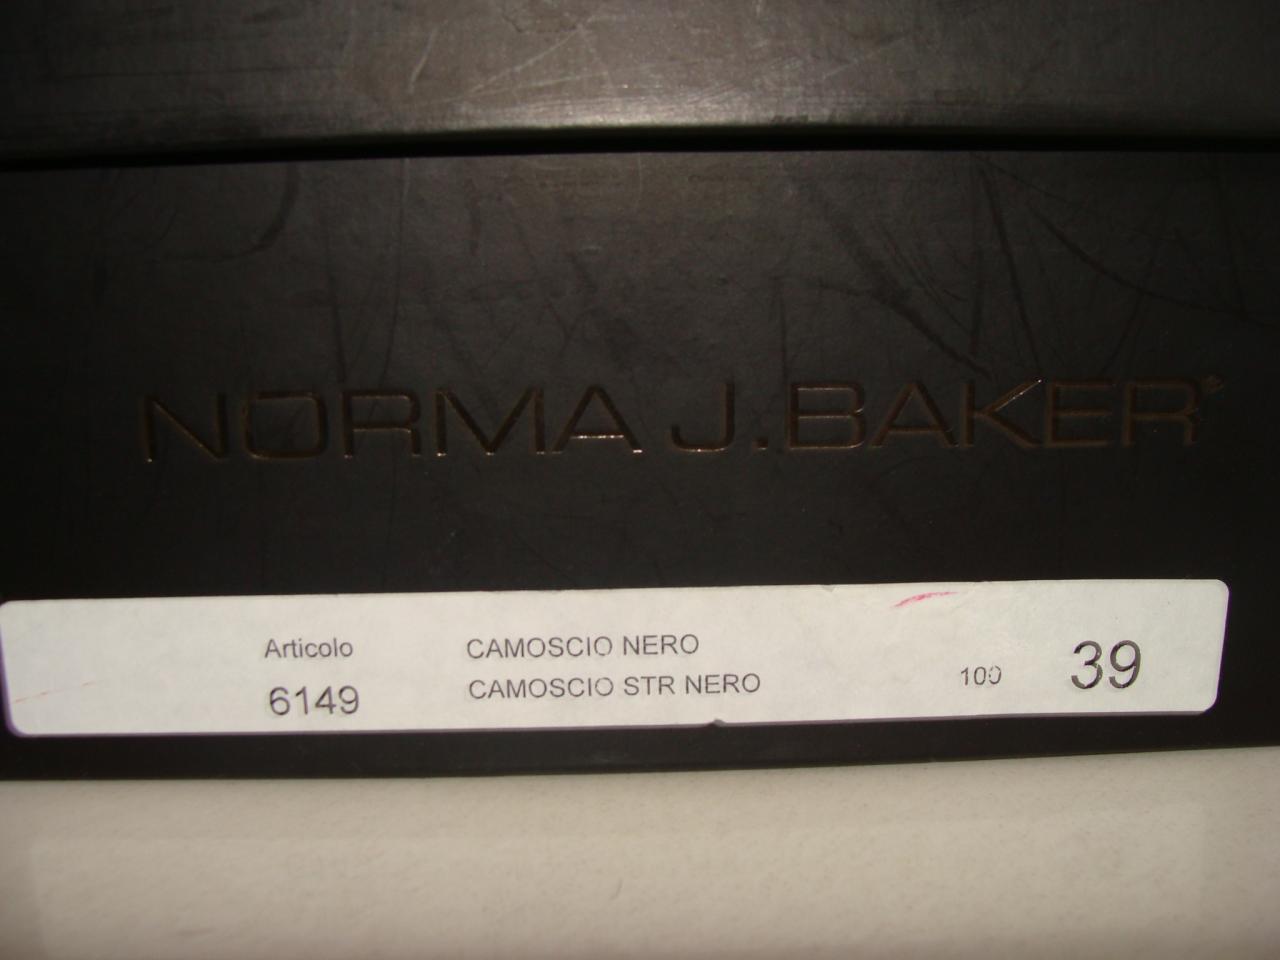 NORMA J.BAKER®
Articolo
6149
CAMOSCIO NERO
CAMOSCIO STR NERO
100
39